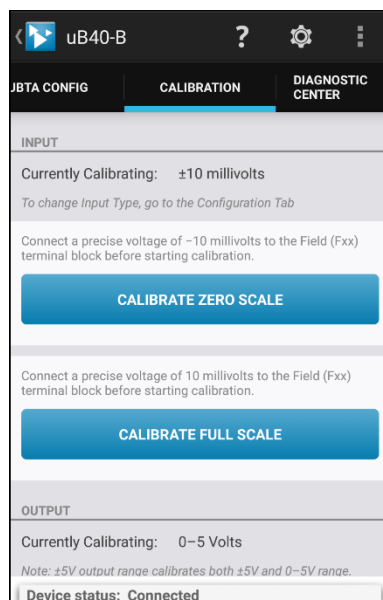 uB40-B ?
JBTA CONFIG CALIBRATION DIAGNOSTIC CENTER
INPUT
Currently Calibrating: ±10 millivolts
To change Input Type, go to the Configuration Tab
Connect a precise voltage of −10 millivolts to the Field (Fxx)
terminal block before starting calibration.
CALIBRATE ZERO SCALE
Connect a precise voltage of 10 millivolts to the Field (Fxx)
terminal block before starting calibration.
CALIBRATE FULL SCALE
OUTPUT
Currently Calibrating: 0–5 Volts
Note: ±5V output range calibrates both ±5V and 0–5V range.
Device status: Connected